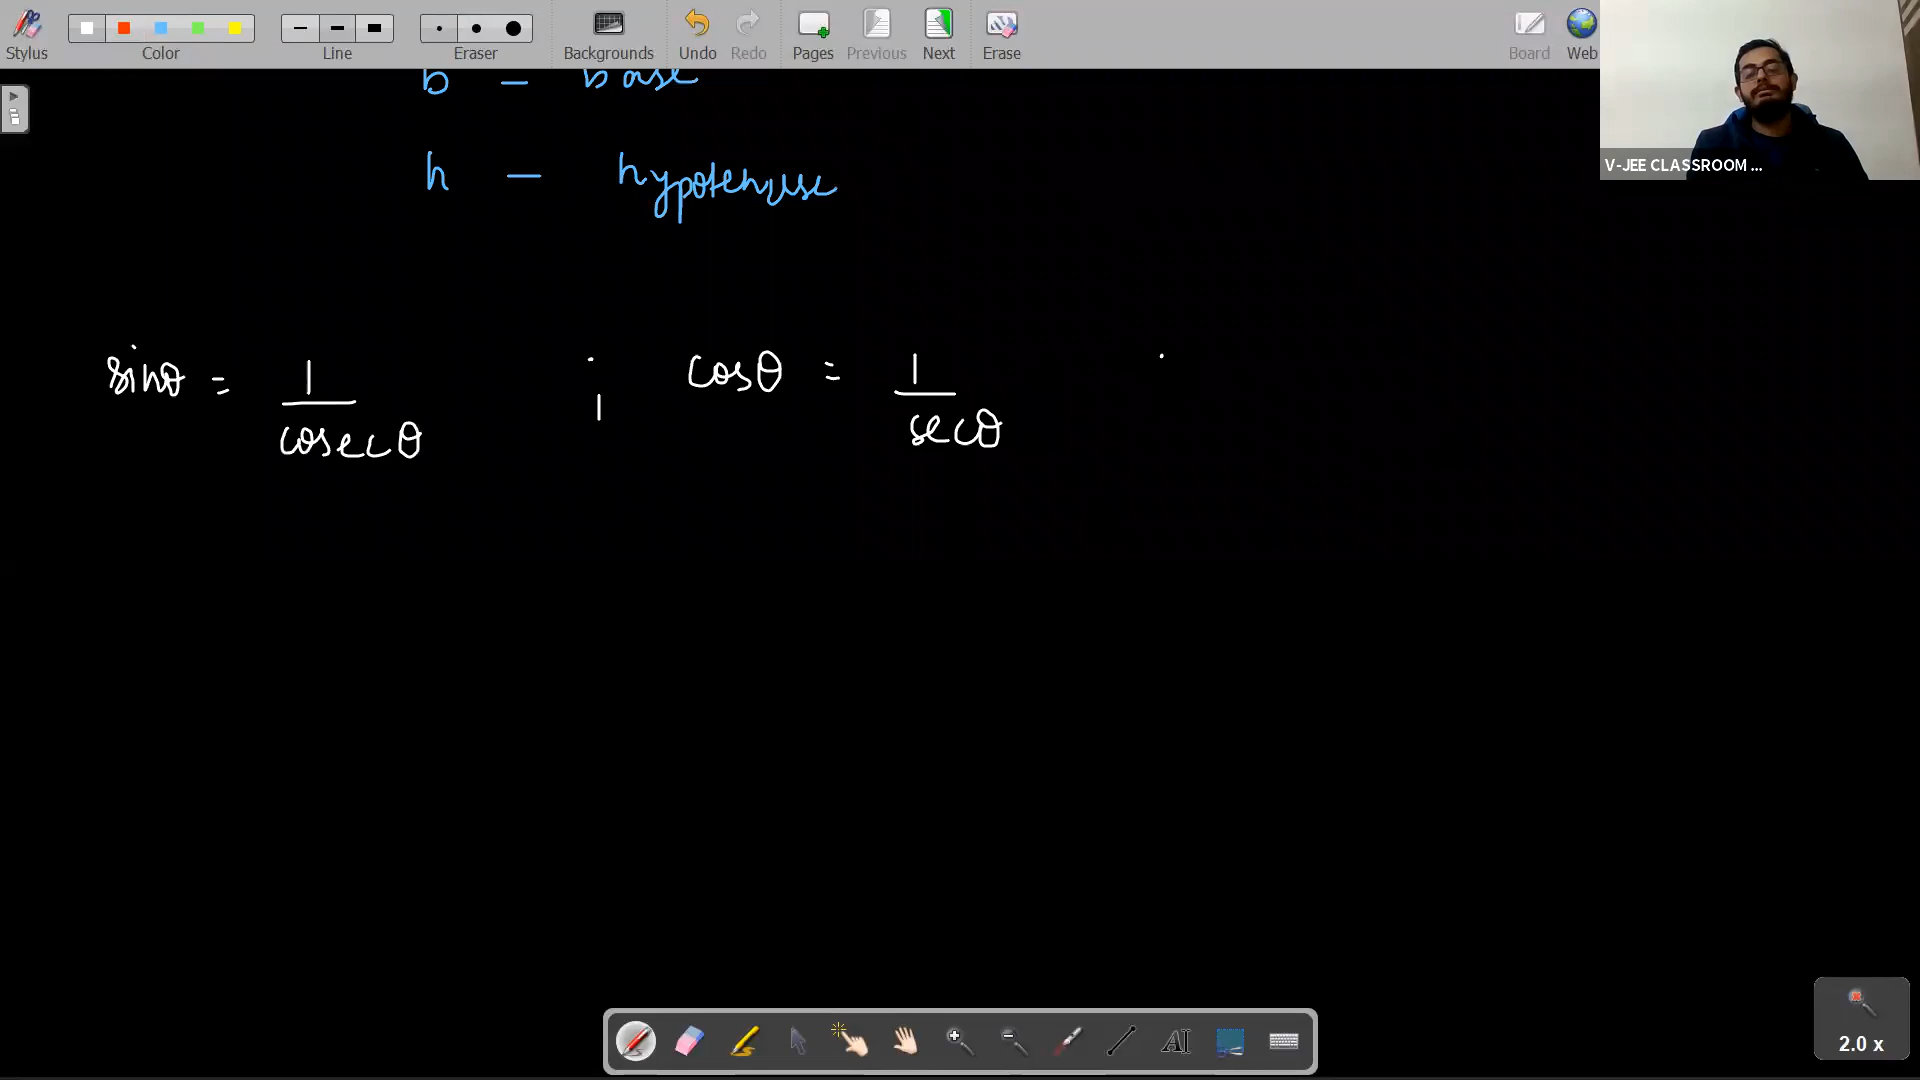 Stylus Color Line Eraser Backgrounds Undo Redo Pages Previous Next Erase Board Web
b - base
V-JEE CLASSROOM ...
h - hypotenuse
sinθ = 1/cosecθ ; cosθ = 1/secθ
2.0 x